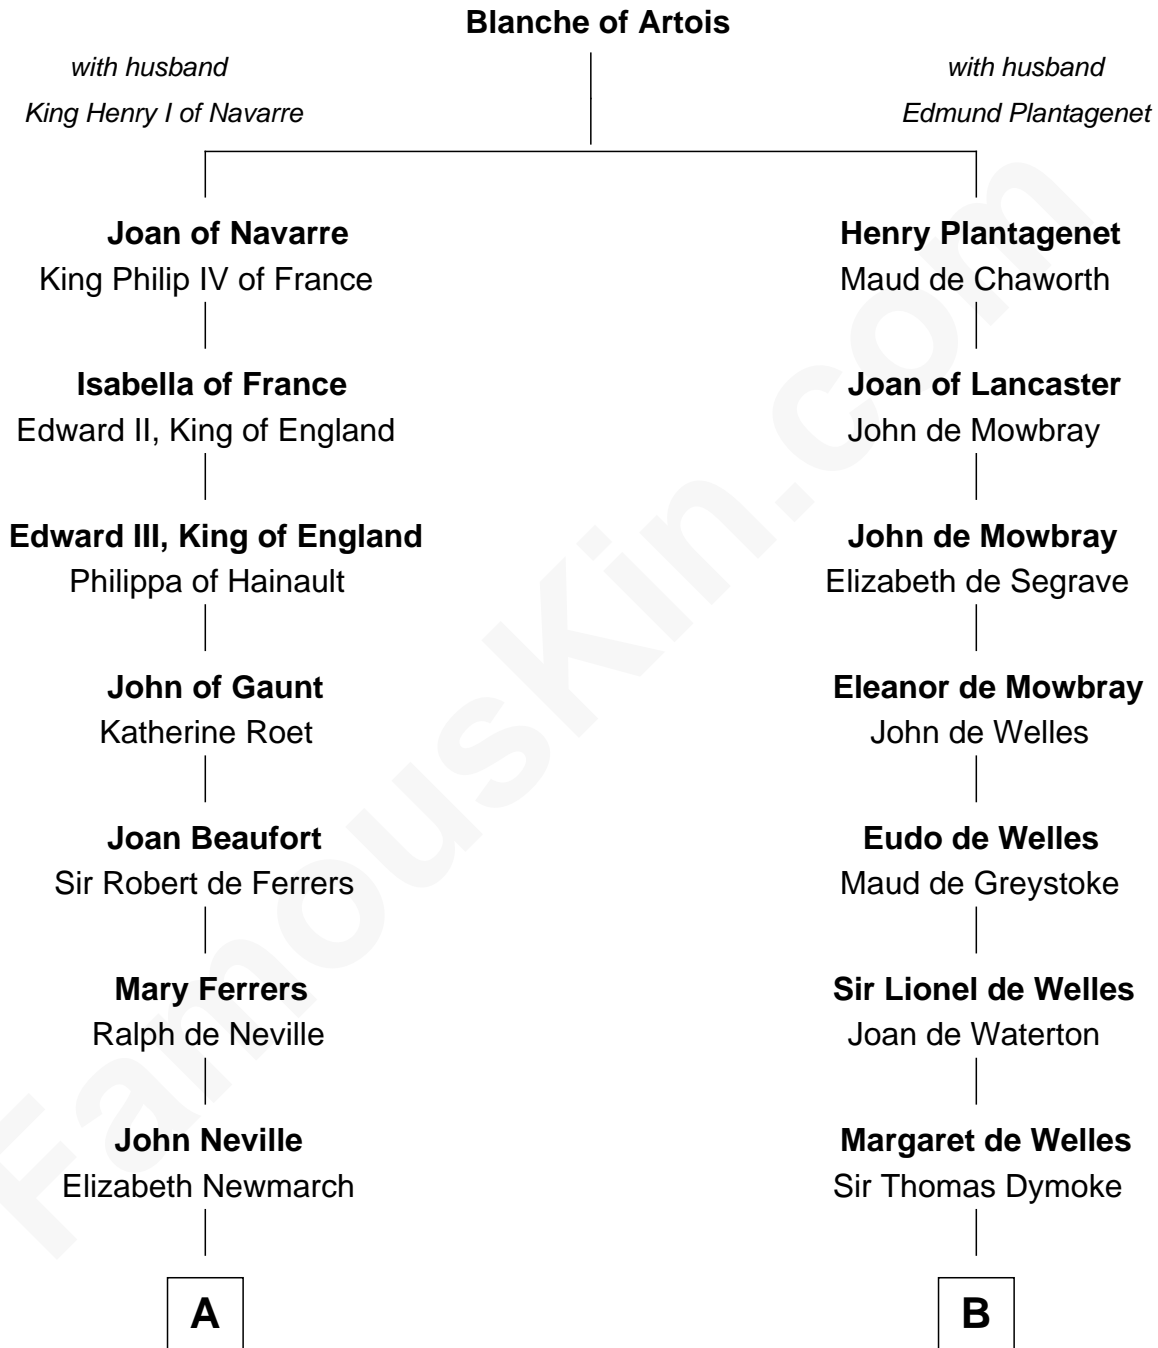 Blanche of Artois
with husband
King Henry I of Navarre
with husband
Edmund Plantagenet
Joan of Navarre
King Philip IV of France
Henry Plantagenet
Maud de Chaworth
Isabella of France
Edward II, King of England
Joan of Lancaster
John de Mowbray
Edward III, King of England
Philippa of Hainault
John de Mowbray
Elizabeth de Segrave
John of Gaunt
Katherine Roet
Eleanor de Mowbray
John de Welles
Joan Beaufort
Sir Robert de Ferrers
Eudo de Welles
Maud de Greystoke
Mary Ferrers
Ralph de Neville
Sir Lionel de Welles
Joan de Waterton
John Neville
Elizabeth Newmarch
Margaret de Welles
Sir Thomas Dymoke
A
B
FamousKin.com